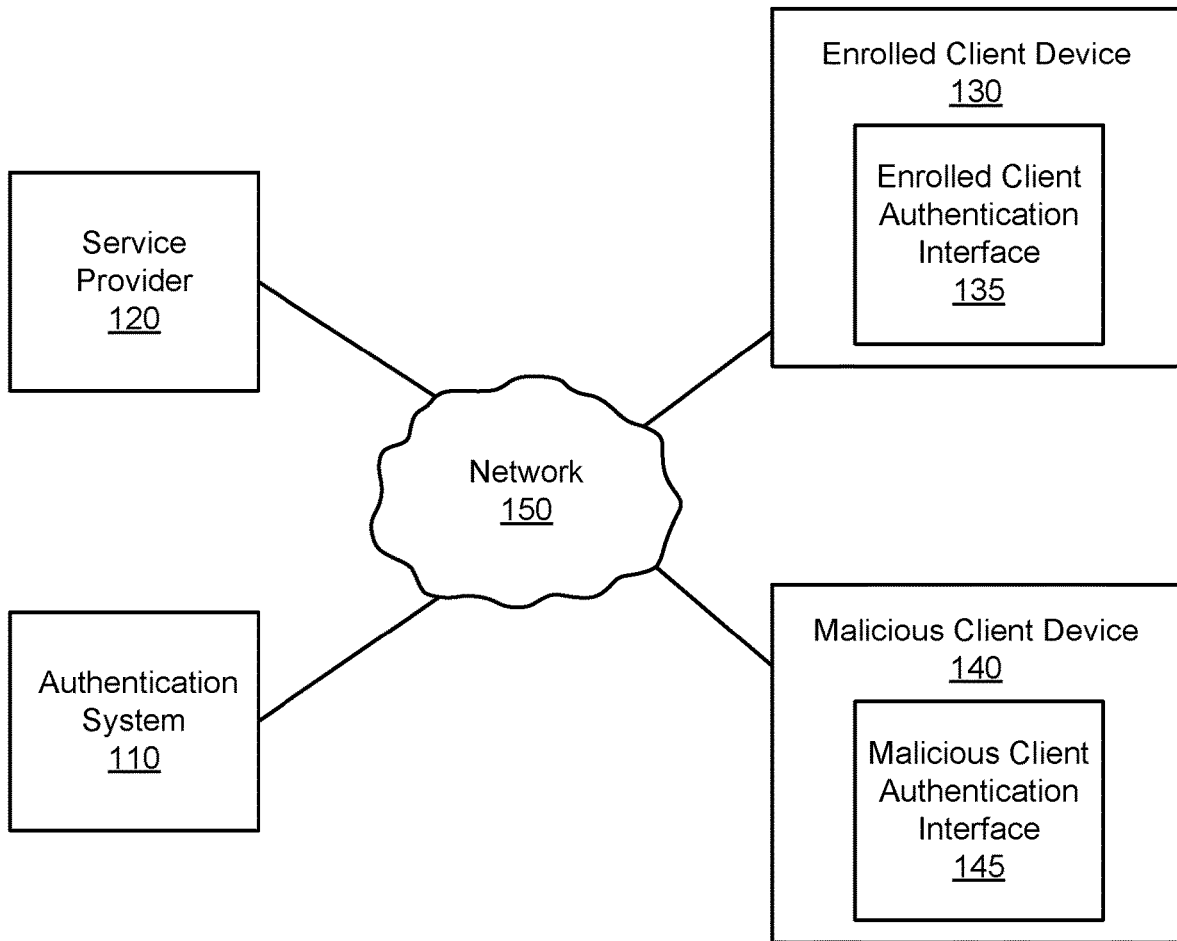 Enrolled Client Device
130
Enrolled Client
Authentication
Interface
135
Service
Provider
120
Network
150
Authentication
System
110
Malicious Client Device
140
Malicious Client
Authentication
Interface
145